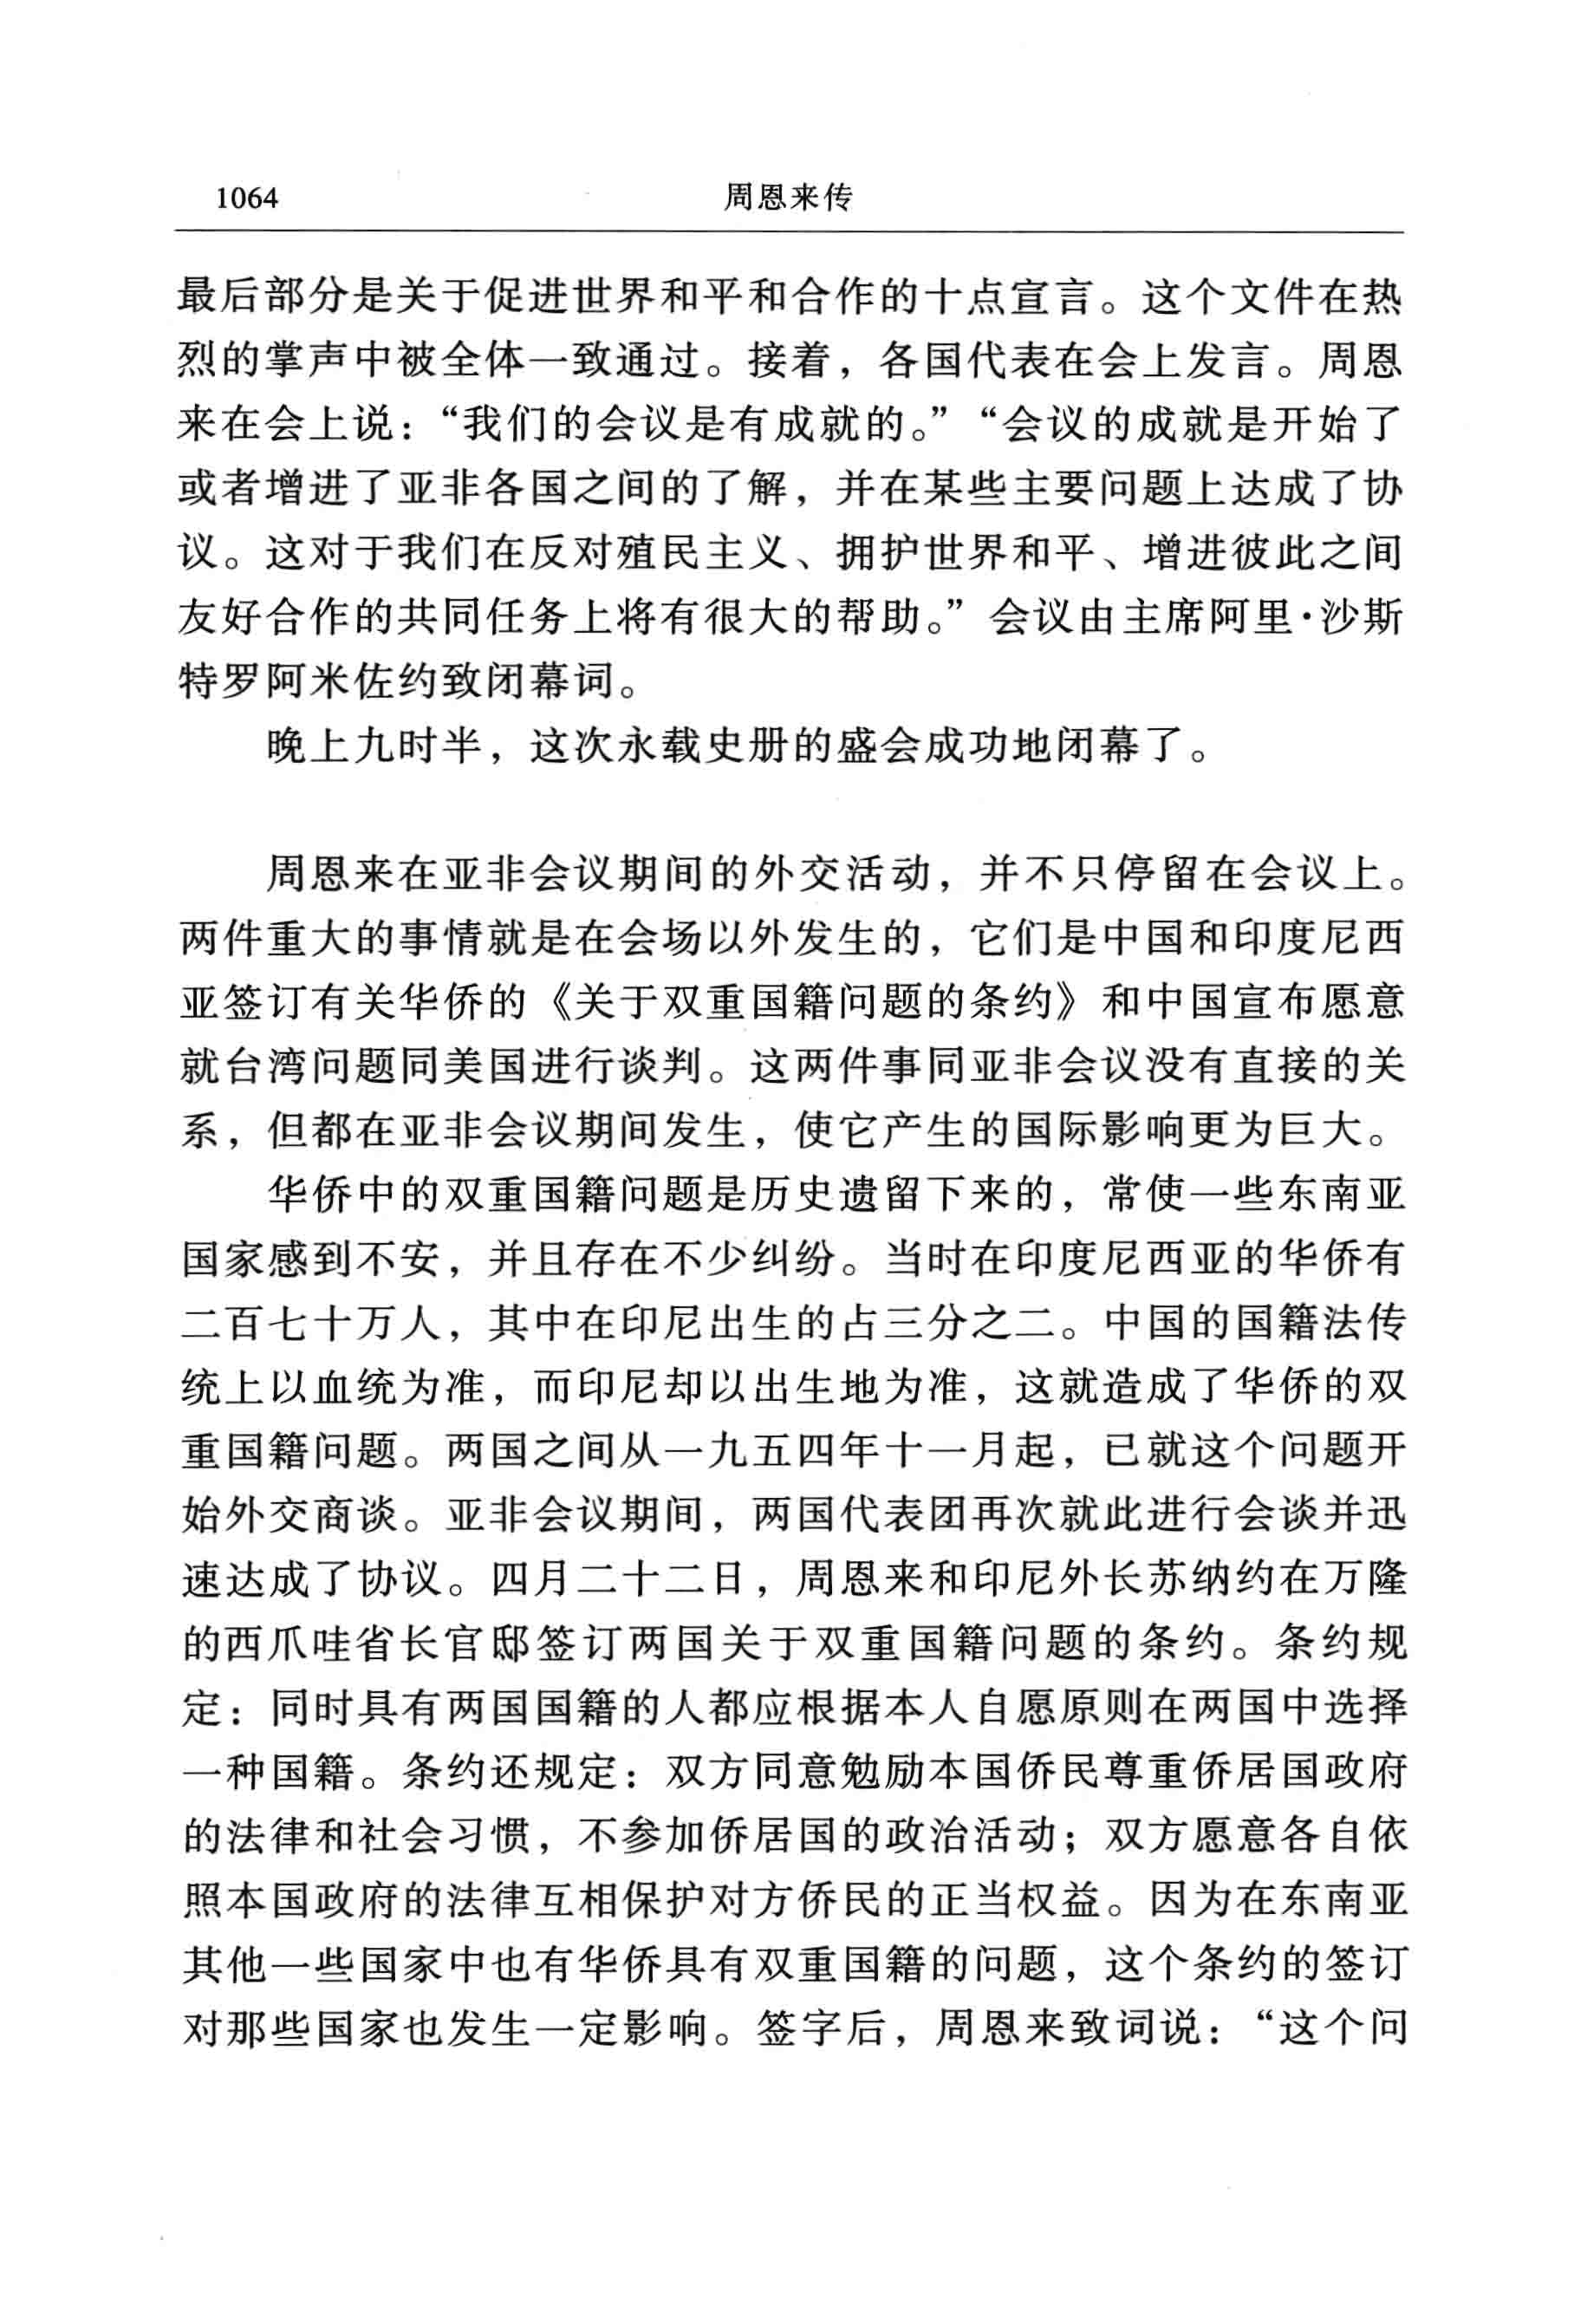 1064
周恩来传
最后部分是关于促进世界和平和合作的十点宣言。这个文件在热
烈的掌声中被全体一致通过。接着，各国代表在会上发言。周恩
来在会上说：“我们的会议是有成就的。”“会议的成就是开始了
或者增进了亚非各国之间的了解，并在某些主要问题上达成了协
议。这对于我们在反对殖民主义、拥护世界和平、增进彼此之间
友好合作的共同任务上将有很大的帮助。”会议由主席阿里·沙斯
特罗阿米佐约致闭幕词。
晚上九时半，这次永载史册的盛会成功地闭幕了。
周恩来在亚非会议期间的外交活动，并不只停留在会议上。
两件重大的事情就是在会场以外发生的，它们是中国和印度尼西
亚签订有关华侨的《关于双重国籍问题的条约》和中国宣布愿意
就台湾问题同美国进行谈判。这两件事同亚非会议没有直接的关
系，但都在亚非会议期间发生，使它产生的国际影响更为巨大。
华侨中的双重国籍问题是历史遗留下来的，常使一些东南亚
国家感到不安，并且存在不少纠纷。当时在印度尼西亚的华侨有
二百七十万人，其中在印尼出生的占三分之二。中国的国籍法传
统上以血统为准，而印尼却以出生地为准，这就造成了华侨的双
重国籍问题。两国之间从一九五四年十一月起，已就这个问题开
始外交商谈。亚非会议期间，两国代表团再次就此进行会谈并迅
速达成了协议。四月二十二日，周恩来和印尼外长苏纳约在万隆
的西爪哇省长官邸签订两国关于双重国籍问题的条约。条约规
定：同时具有两国国籍的人都应根据本人自愿原则在两国中选择
一种国籍。条约还规定：双方同意勉励本国侨民尊重侨居国政府
的法律和社会习惯，不参加侨居国的政治活动；双方愿意各自依
照本国政府的法律互相保护对方侨民的正当权益。因为在东南亚
其他一些国家中也有华侨具有双重国籍的问题，这个条约的签订
对那些国家也发生一定影响。签字后，周恩来致词说：“这个问